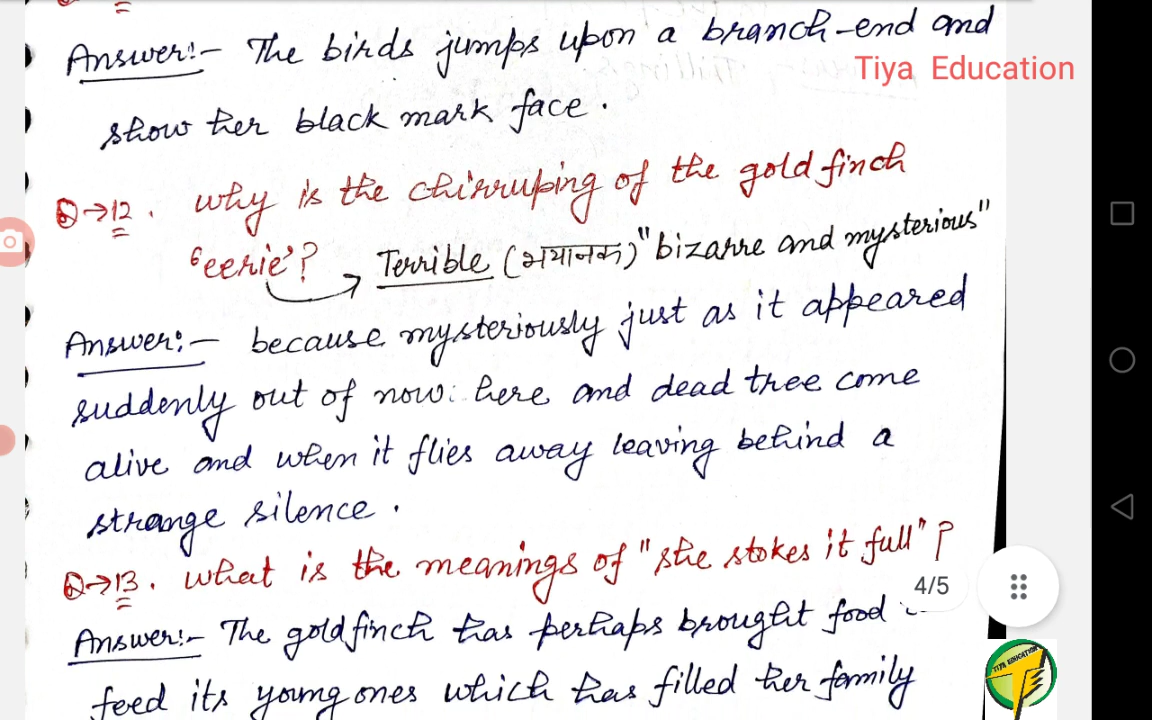 Answer:- The birds jumps upon a branch-end and
Tiya Education
show her black mark face.
Q→12. why is the chirruping of the gold finch
'eerie'? → Terrible (भयानक) "bizarre and mysterious"
Answer:- because mysteriously just as it appeared
suddenly out of now: here and dead tree come
alive and when it flies away leaving behind a
strange silence.
Q→13. what is the meanings of "she stokes it full"?
4/5
Answer:- The goldfinch has perhaps brought food
feed its young ones which has filled her family
TIYA EDUCATION